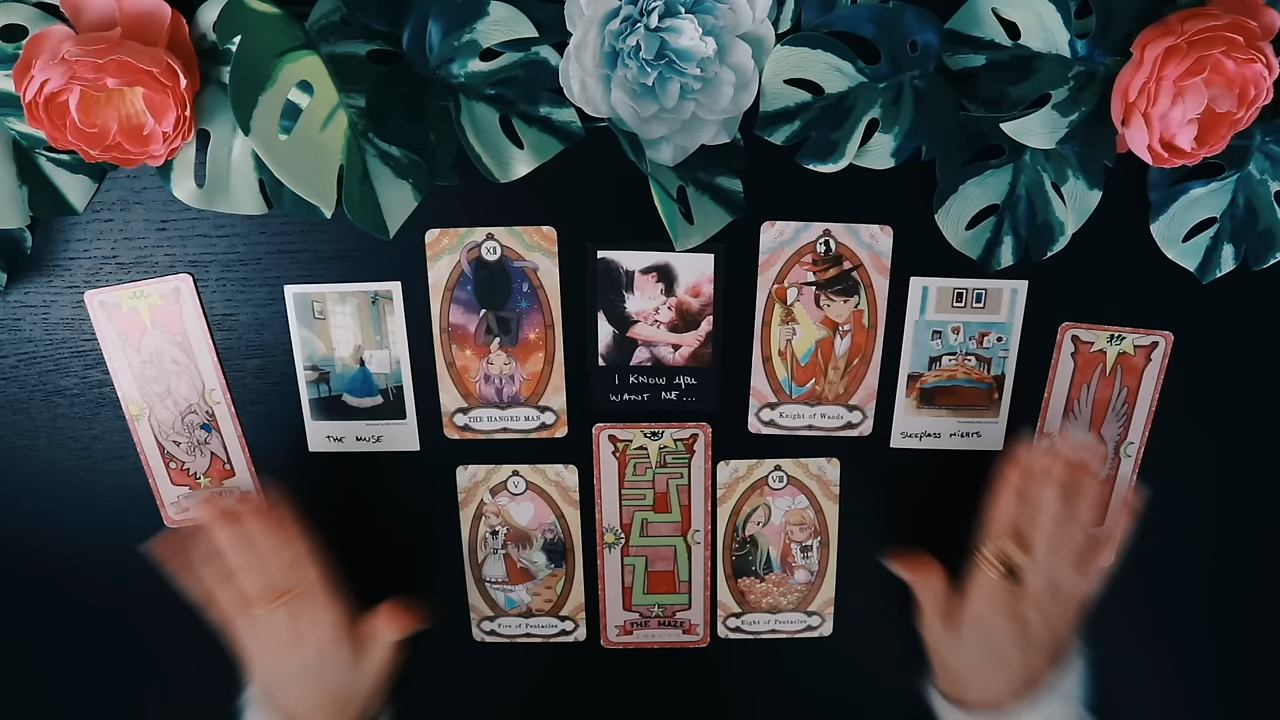 XII
THE HANGED MAN
I KNOW YOU
WANT ME...
Knight of Wands
THE MUSE
SLEEPLESS NIGHTS
V
Five of Pentacles
THE MAZE
VIII
Eight of Pentacles